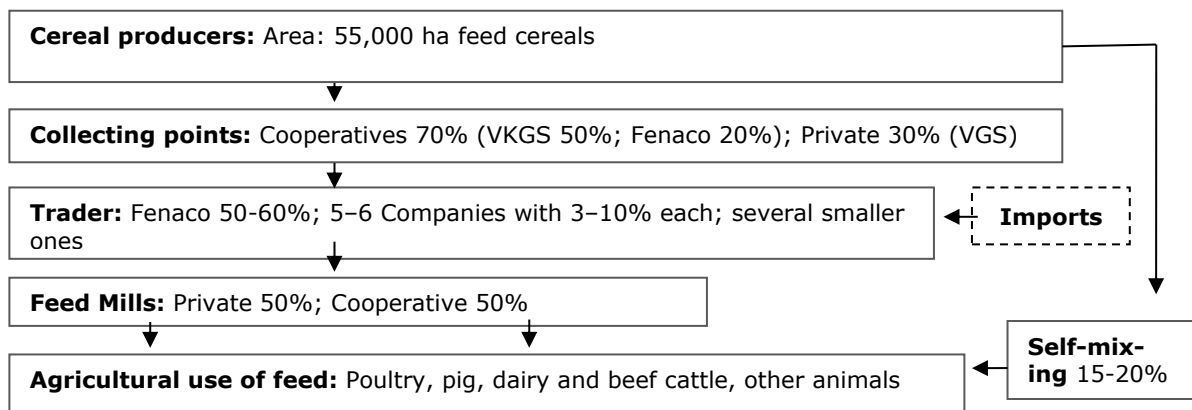 Cereal producers: Area: 55,000 ha feed cereals
Collecting points: Cooperatives 70% (VKGS 50%; Fenaco 20%); Private 30% (VGS)
Trader: Fenaco 50-60%; 5–6 Companies with 3–10% each; several smaller
ones
Imports
Feed Mills: Private 50%; Cooperative 50%
Self-mix-
ing 15-20%
Agricultural use of feed: Poultry, pig, dairy and beef cattle, other animals